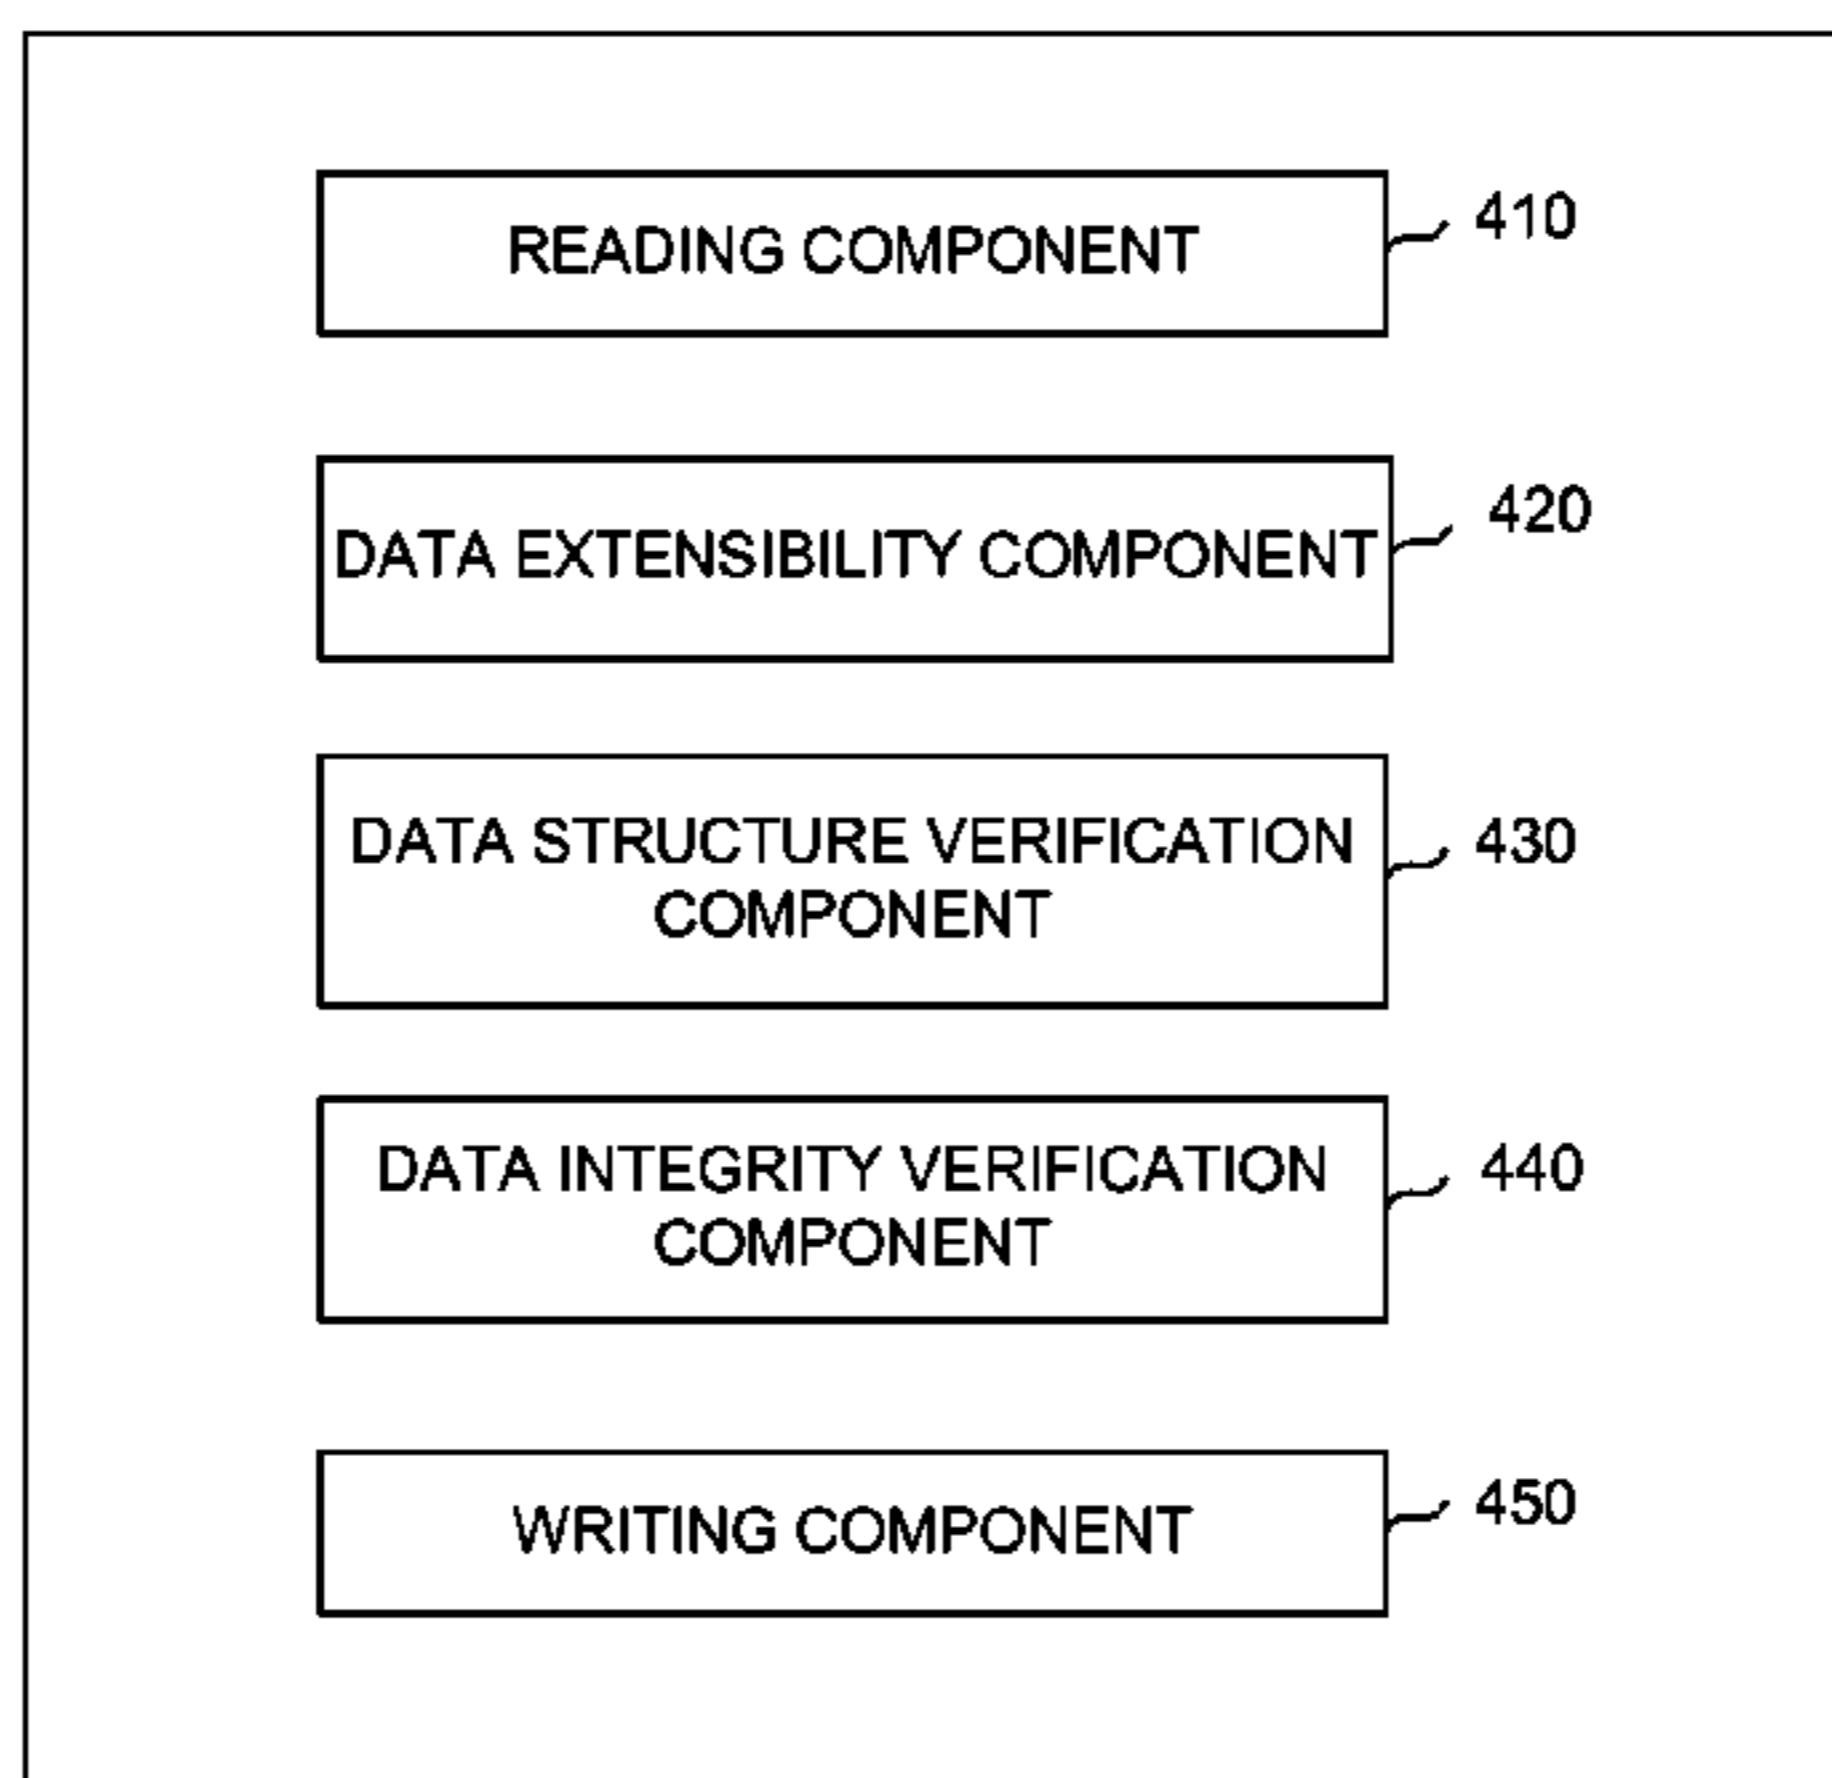 READING COMPONENT
410
DATA EXTENSIBILITY COMPONENT
420
DATA STRUCTURE VERIFICATION
COMPONENT
430
DATA INTEGRITY VERIFICATION
COMPONENT
440
WRITING COMPONENT
450